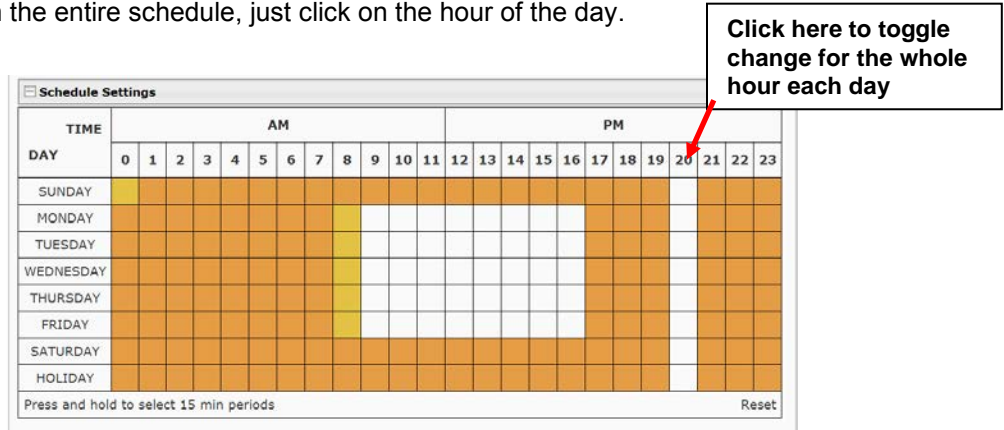 the entire schedule, just click on the hour of the day.
Click here to toggle
change for the whole
hour each day
Schedule Settings
TIME AM PM
DAY 0 1 2 3 4 5 6 7 8 9 10 11 12 13 14 15 16 17 18 19 20 21 22 23
SUNDAY
MONDAY
TUESDAY
WEDNESDAY
THURSDAY
FRIDAY
SATURDAY
HOLIDAY
Press and hold to select 15 min periods Reset